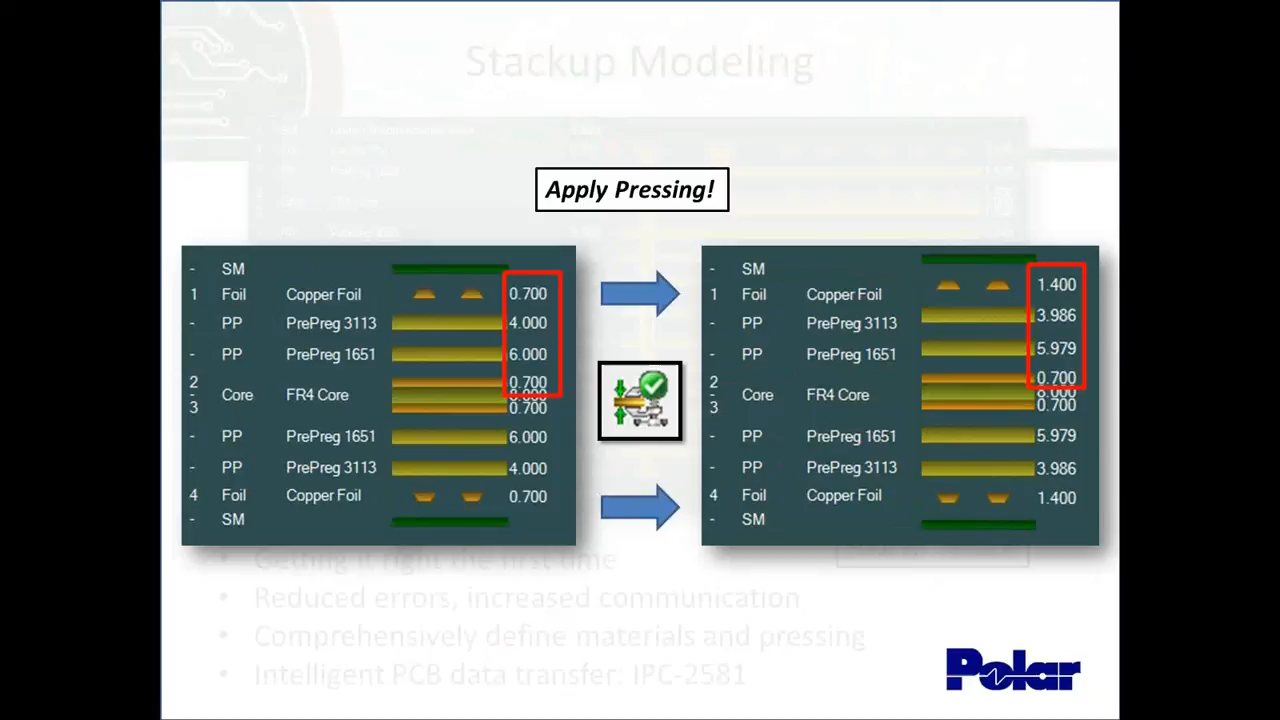 Stackup Modeling
Apply Pressing!
- SM
1 Foil Copper Foil 0.700
- PP PrePreg 3113 4.000
- PP PrePreg 1651 6.000
2 0.700
- Core FR4 Core 8.000
3 0.700
- PP PrePreg 1651 6.000
- PP PrePreg 3113 4.000
4 Foil Copper Foil 0.700
- SM
- SM
1 Foil Copper Foil 1.400
- PP PrePreg 3113 3.986
- PP PrePreg 1651 5.979
2 0.700
- Core FR4 Core 8.000
3 0.700
- PP PrePreg 1651 5.979
- PP PrePreg 3113 3.986
4 Foil Copper Foil 1.400
- SM
• Getting it right the first time
• Reduced errors, increased communication
• Comprehensively define materials and pressing
• Intelligent PCB data transfer: IPC-2581
Polar